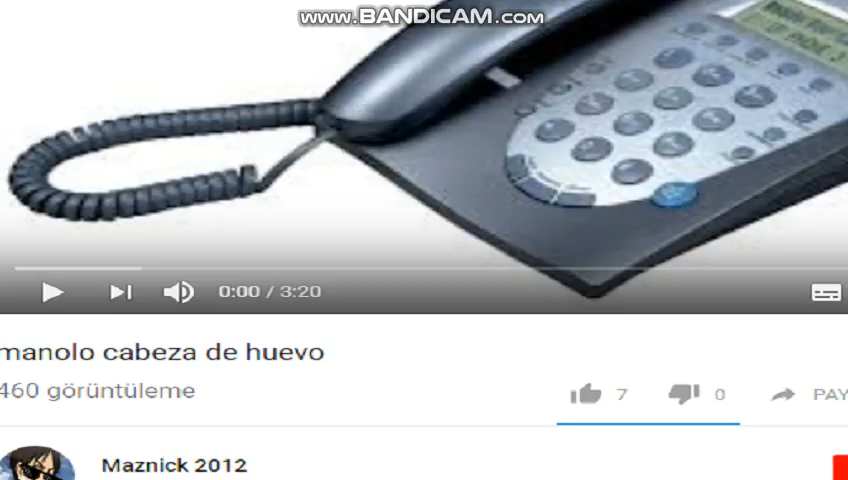 www.BANDICAM.com
0:00 / 3:20
manolo cabeza de huevo
460 görüntüleme
7
0
PAY
Maznick 2012